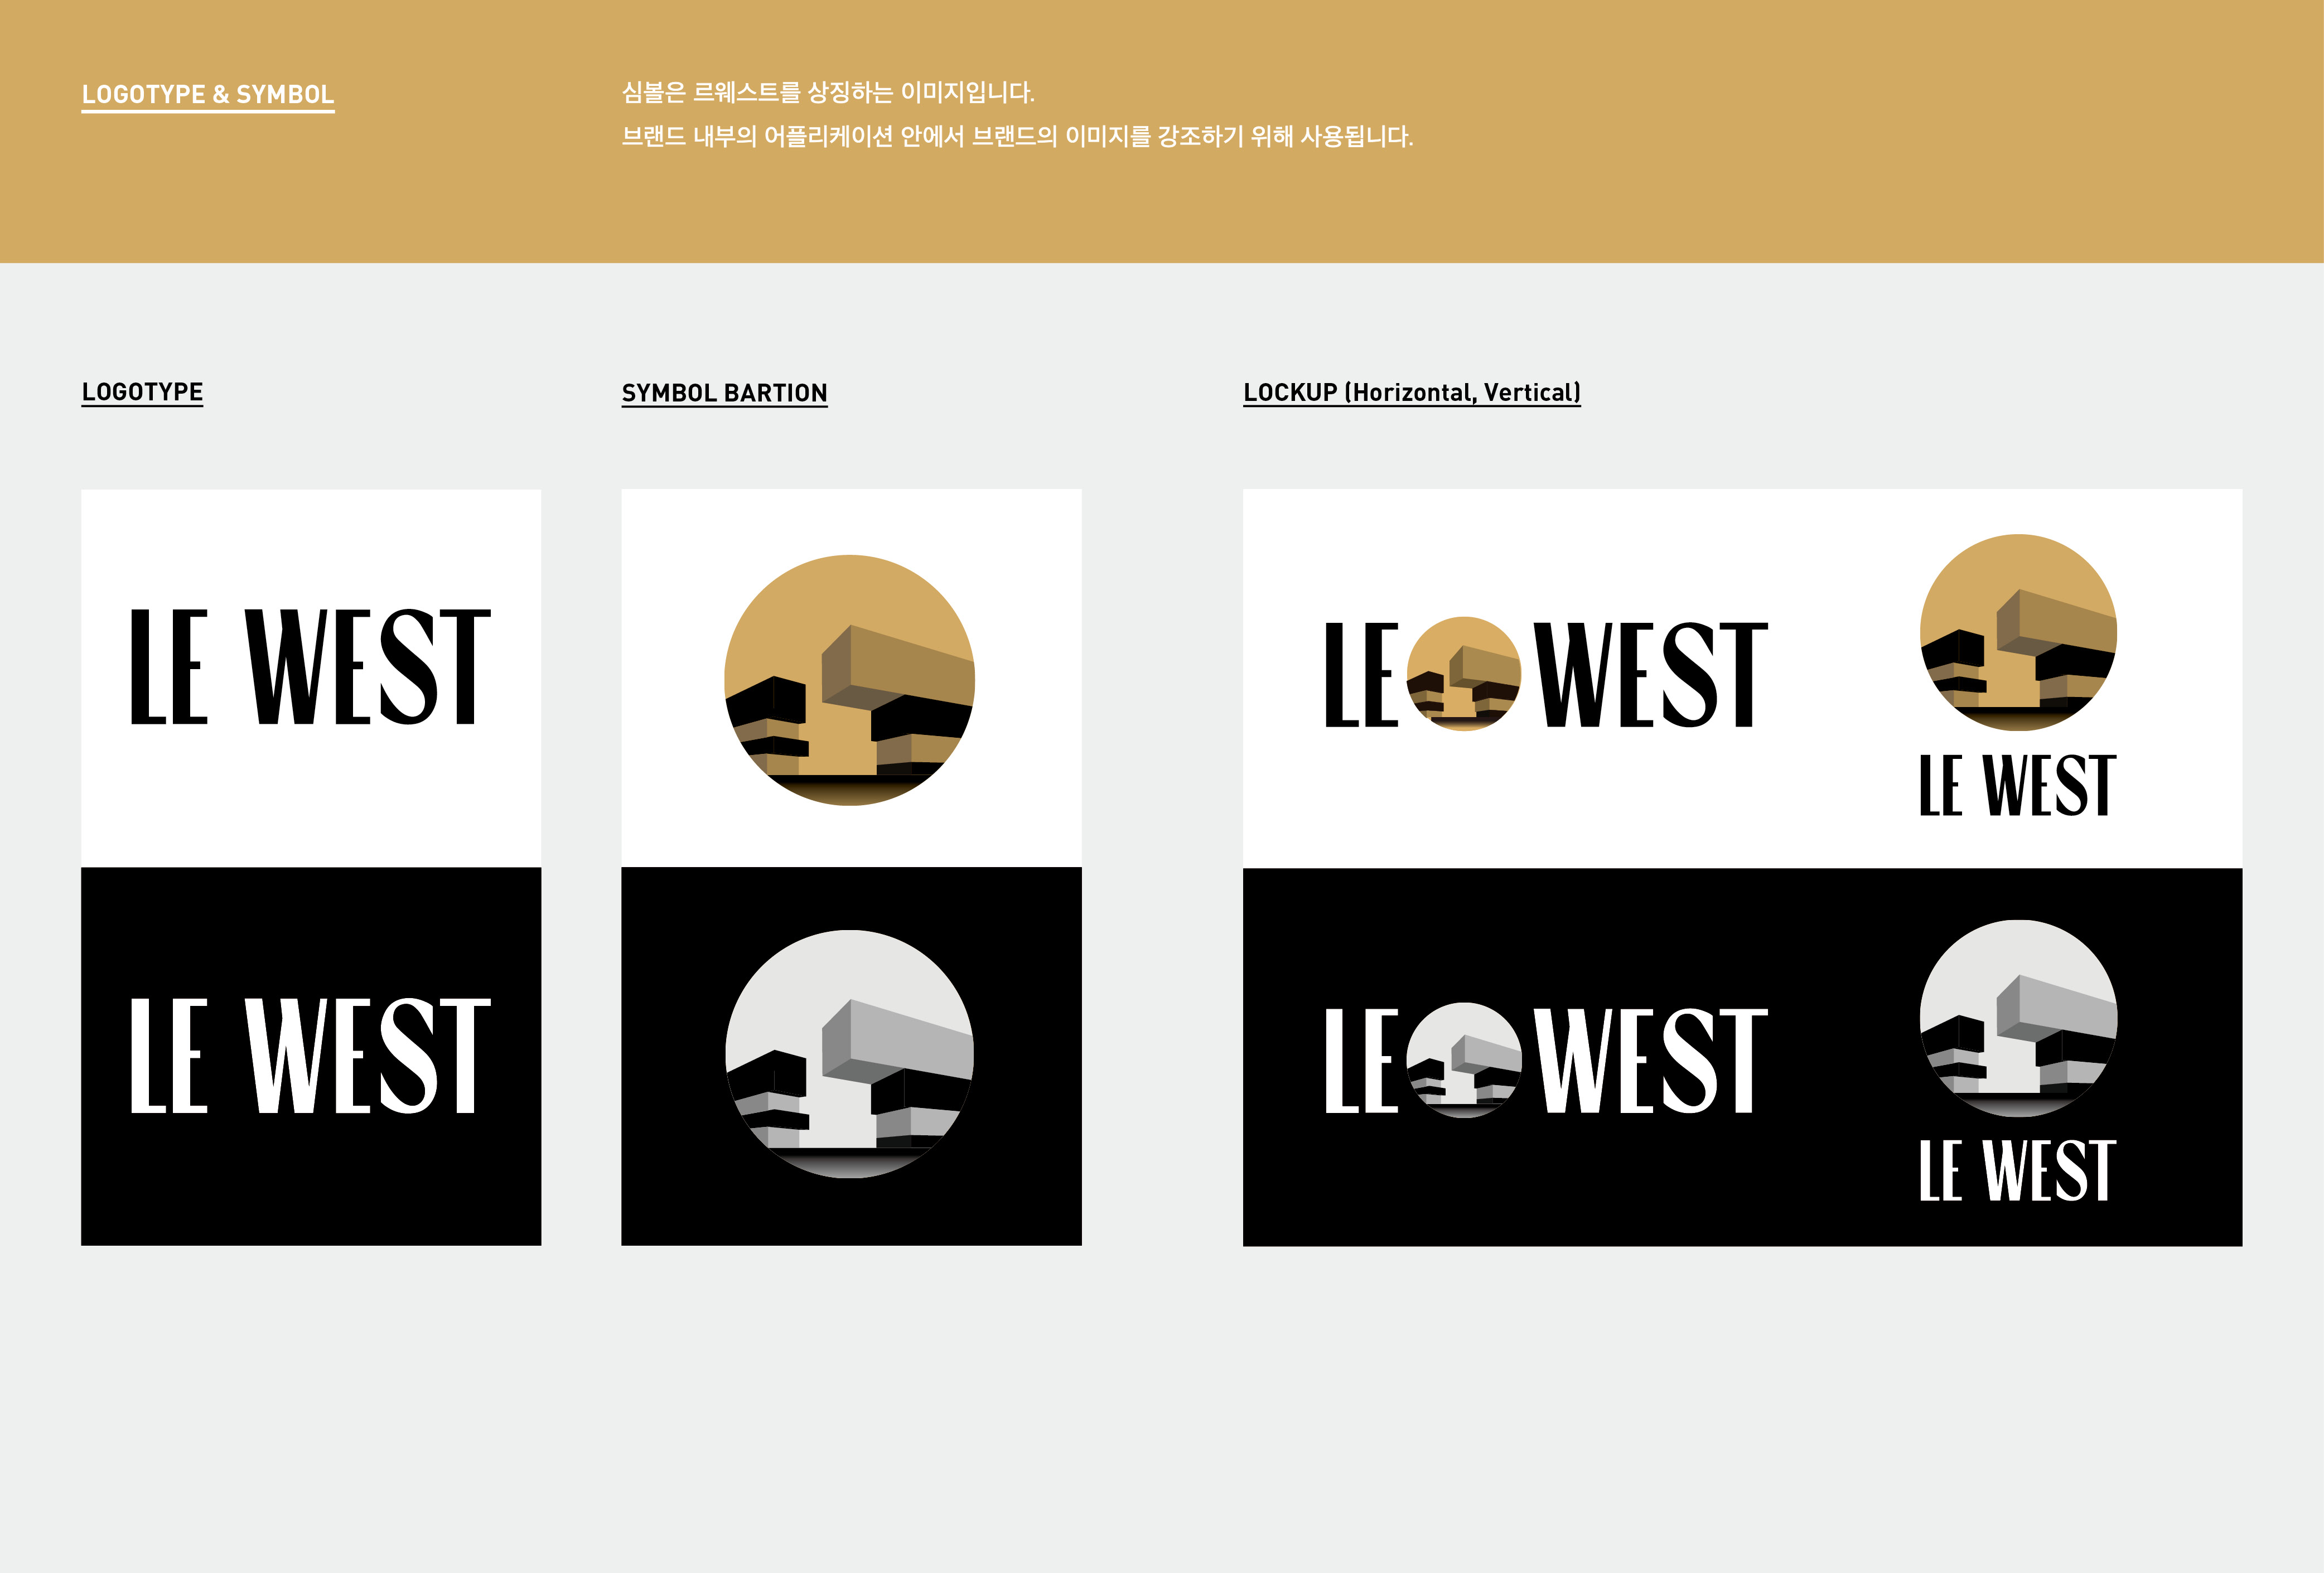 LOGOTYPE & SYMBOL
심볼은 르웨스트를 상징하는 이미지입니다.
브랜드 내부의 어플리케이션 안에서 브랜드의 이미지를 강조하기 위해 사용됩니다.
LOGOTYPE
SYMBOL BARTION
LOCKUP (Horizontal, Vertical)
LE WEST
LE WEST
LE WEST
LE WEST
LE WEST
LE WEST